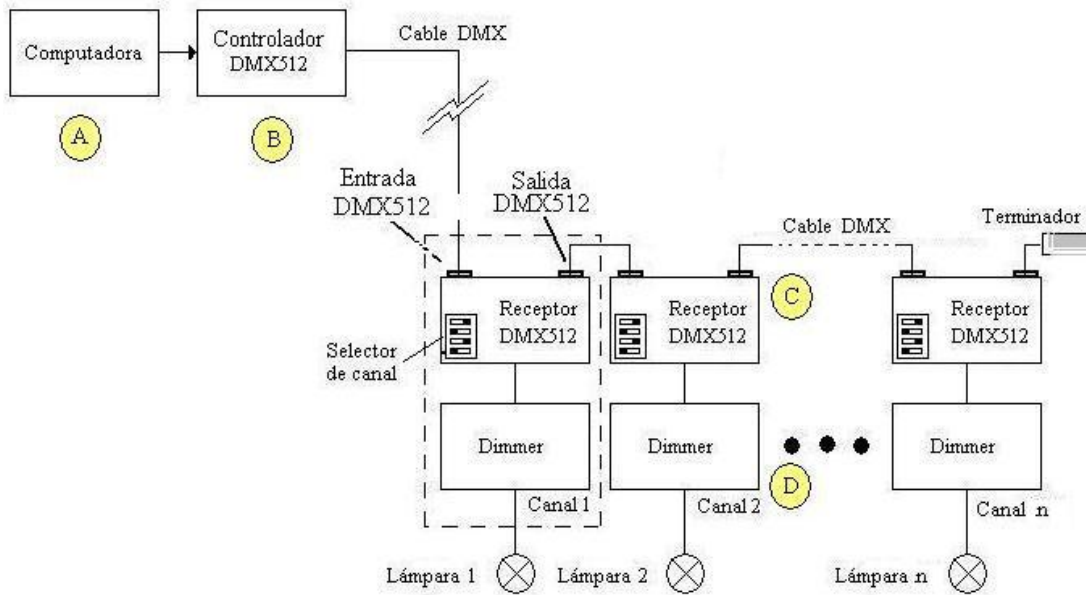 Computadora
Controlador
DMX512
Cable DMX
A
B
Entrada
DMX512
Salida
DMX512
Cable DMX
Terminador
C
Receptor
DMX512
Receptor
DMX512
Receptor
DMX512
Selector
de canal
Dimmer
Dimmer
Dimmer
D
Canal 1
Canal 2
Canal n
Lámpara 1
Lámpara 2
Lámpara n